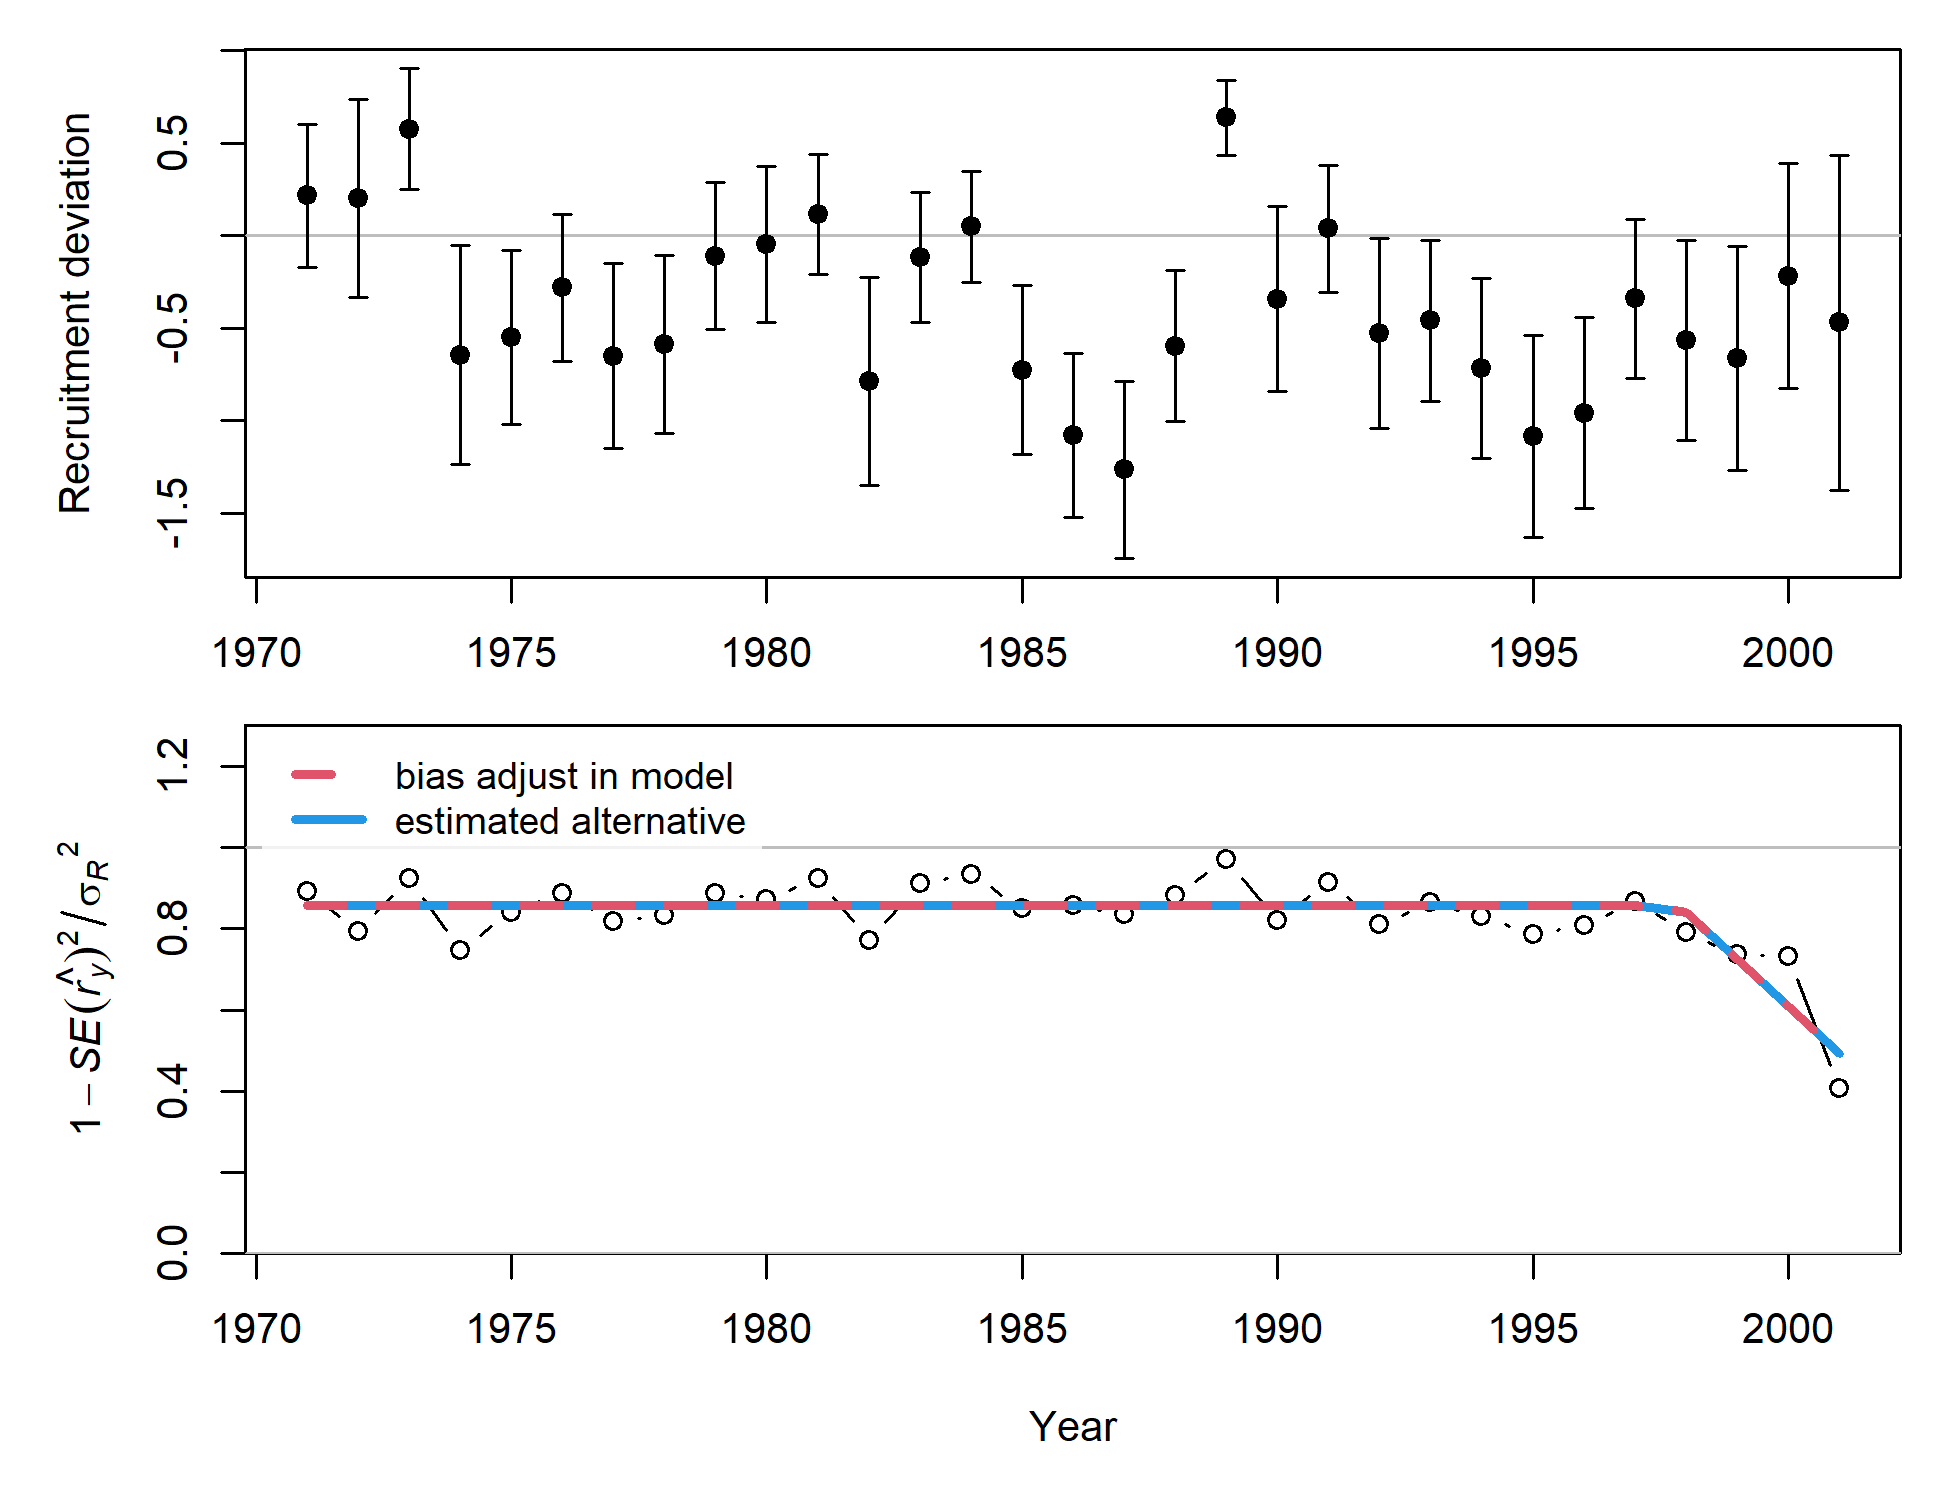 Recruitment deviation
0.5
-0.5
-1.5
1970 1975 1980 1985 1990 1995 2000
bias adjust in model
estimated alternative
1 − SE(r̂_y)² / σ_R²
1.2
0.8
0.4
0.0
1970 1975 1980 1985 1990 1995 2000
Year